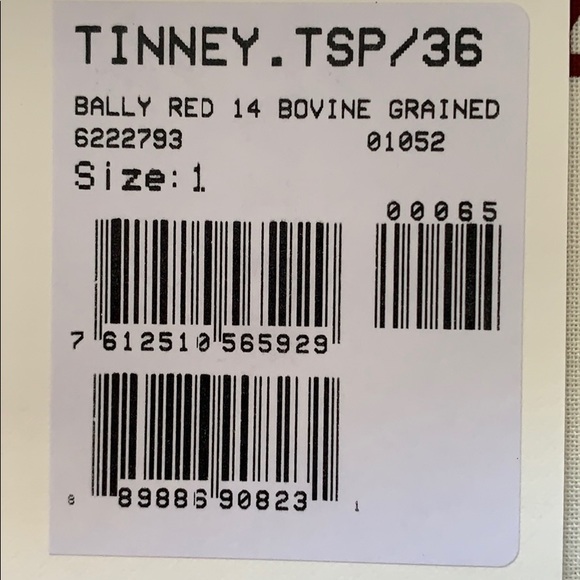 TINNEY.TSP/36
BALLY RED 14 BOVINE GRAINED
6222793 01052
Size:1
00065
7 612510 565929
8 89886 90823 1